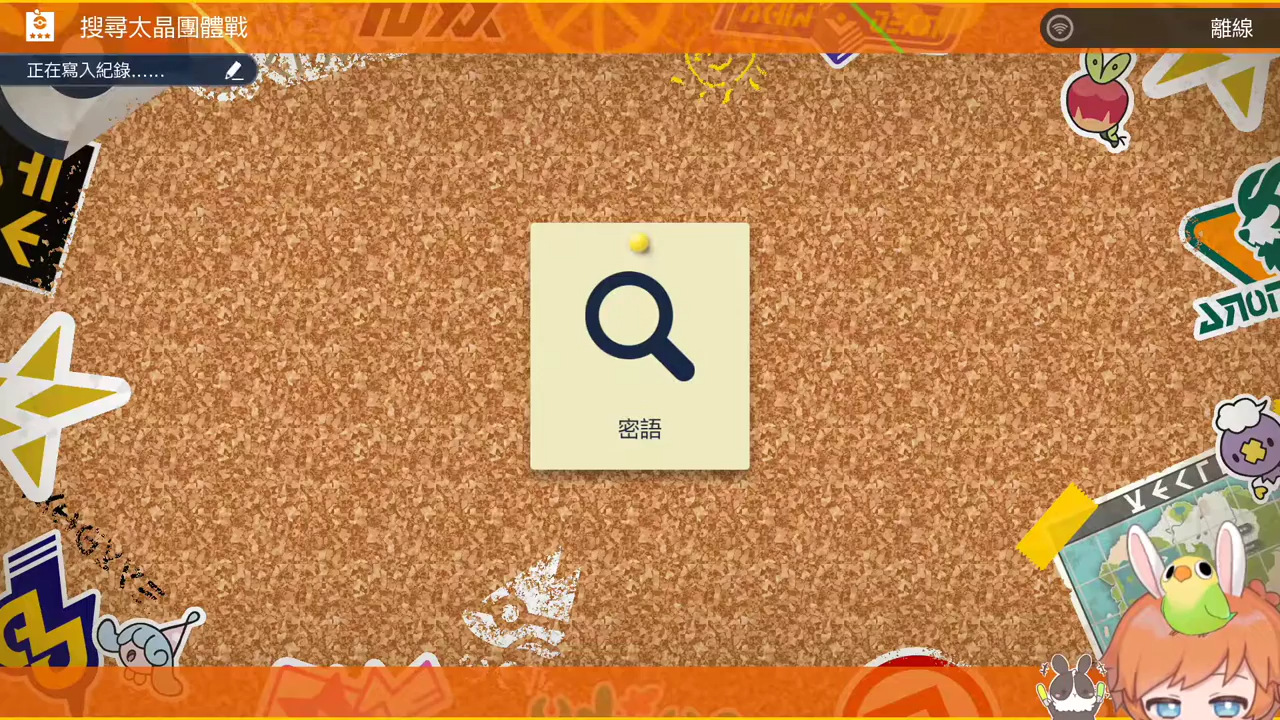 搜尋太晶團體戰
離線
正在寫入紀錄......
密語